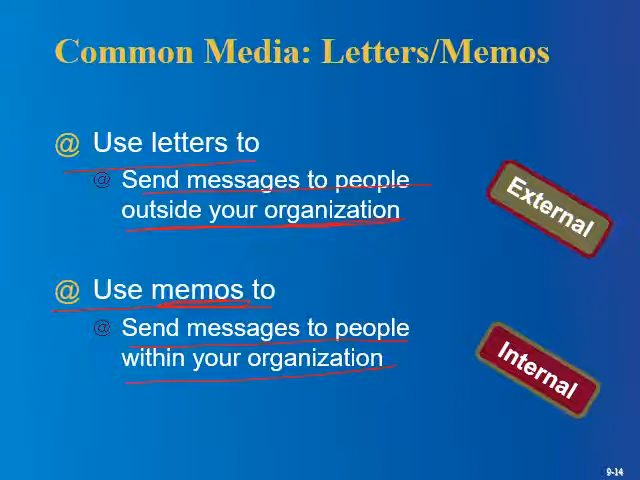 Common Media: Letters/Memos
@ Use letters to
@ Send messages to people
outside your organization
External
@ Use memos to
@ Send messages to people
within your organization
Internal
9-14